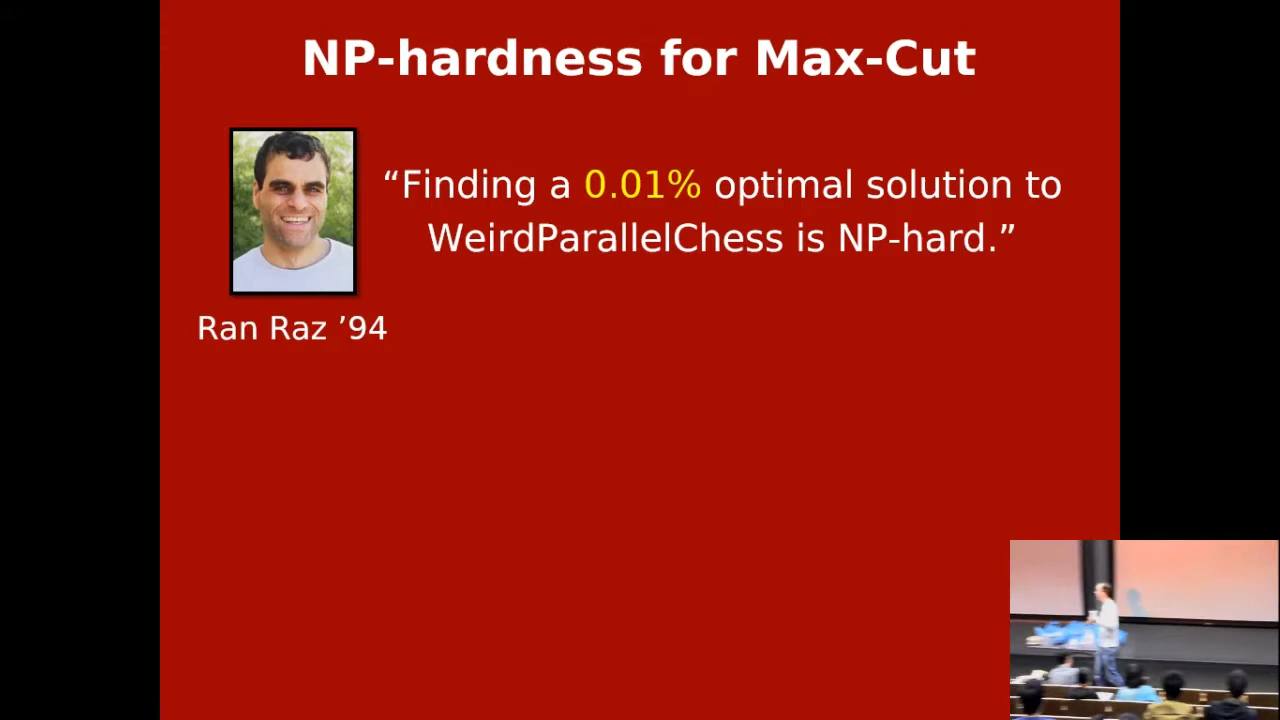 NP-hardness for Max-Cut
“Finding a 0.01% optimal solution to
WeirdParallelChess is NP-hard.”
Ran Raz ’94